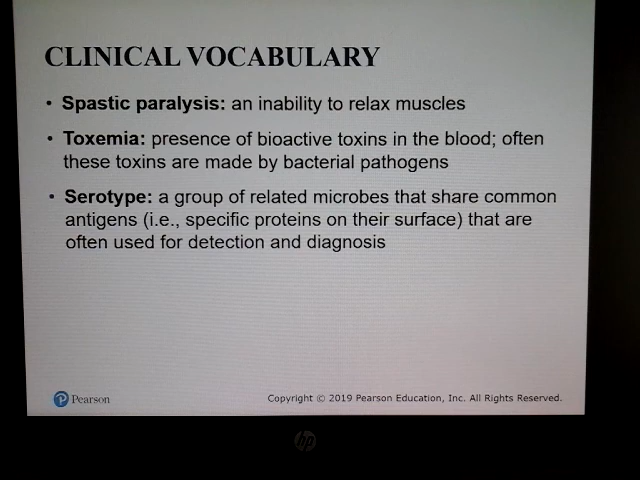 CLINICAL VOCABULARY
• Spastic paralysis: an inability to relax muscles
• Toxemia: presence of bioactive toxins in the blood; often
these toxins are made by bacterial pathogens
• Serotype: a group of related microbes that share common
antigens (i.e., specific proteins on their surface) that are
often used for detection and diagnosis
P Pearson
Copyright © 2019 Pearson Education, Inc. All Rights Reserved.
hp